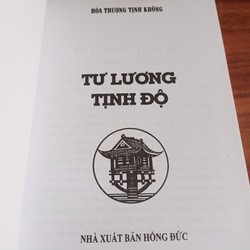 HÒA THƯỢNG TỊNH KHÔNG
TƯ LƯƠNG
TỊNH ĐỘ
NHÀ XUẤT BẢN HỒNG ĐỨC